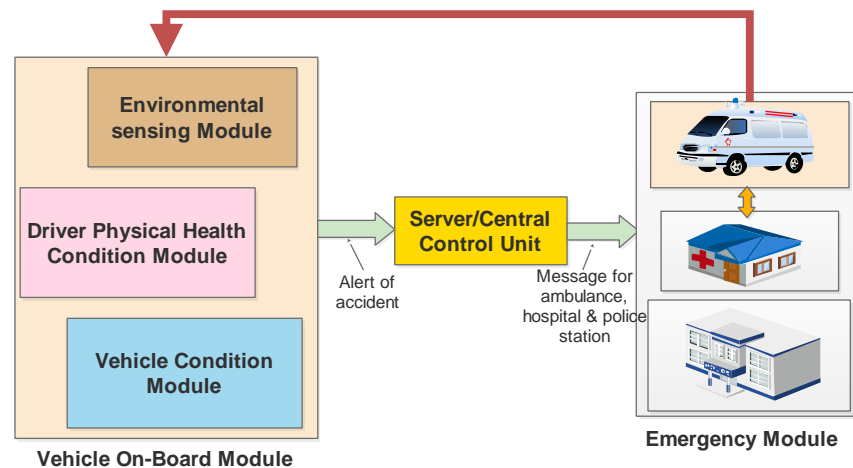 Environmental
sensing Module
Driver Physical Health
Condition Module
Vehicle Condition
Module
Vehicle On-Board Module
Alert of
accident
Server/Central
Control Unit
Message for
ambulance,
hospital & police
station
Emergency Module